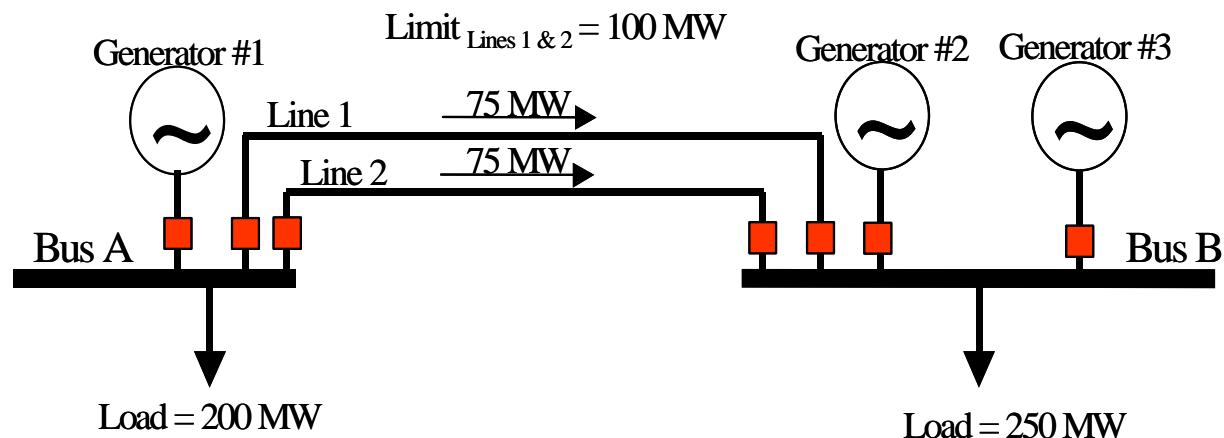 Limit Lines 1 & 2 = 100 MW
Generator #1
Generator #2
Generator #3
75 MW
Line 1
75 MW
Line 2
Bus A
Bus B
Load = 200 MW
Load = 250 MW